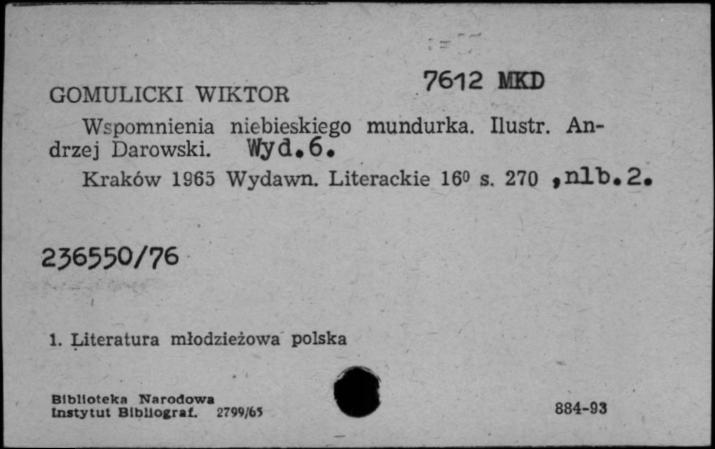 7612 MKD
GOMULICKI WIKTOR
Wspomnienia niebieskiego mundurka. Ilustr. An-
drzej Darowski. Wyd.6.
Kraków 1965 Wydawn. Literackie 16⁰ s. 270 ,nlb.2.
236550/76
1. Literatura młodzieżowa polska
Biblioteka Narodowa
Instytut Bibliograf. 2799/65
884-93